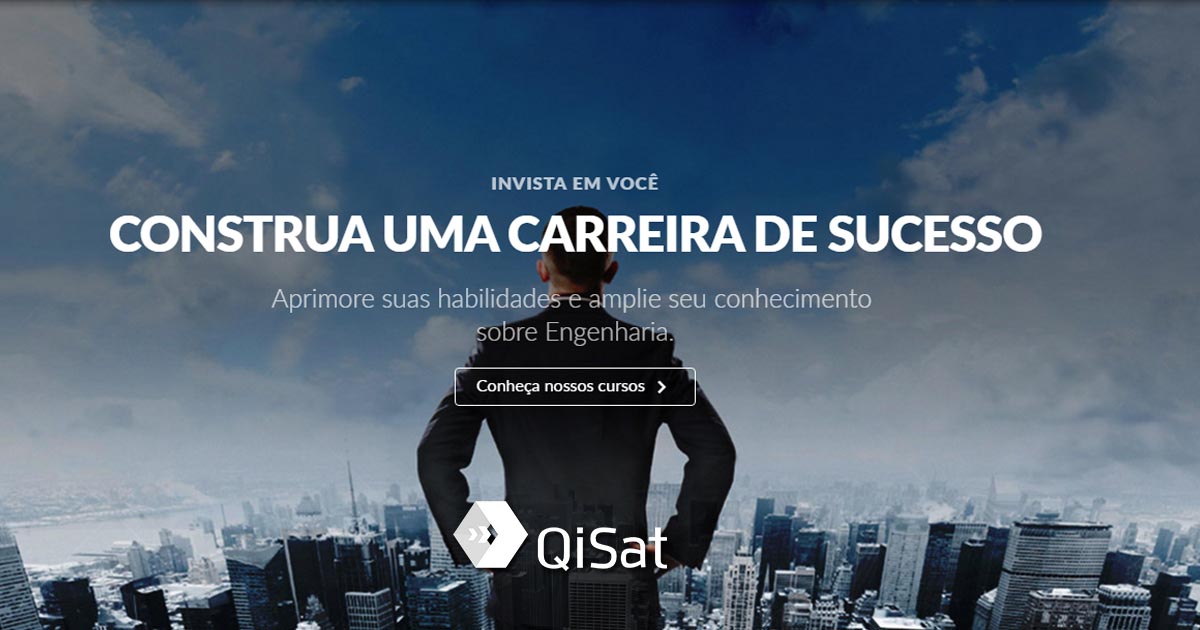 INVISTA EM VOCÊ
CONSTRUA UMA CARREIRA DE SUCESSO
Aprimore suas habilidades e amplie seu conhecimento
sobre Engenharia.
Conheça nossos cursos
QiSat